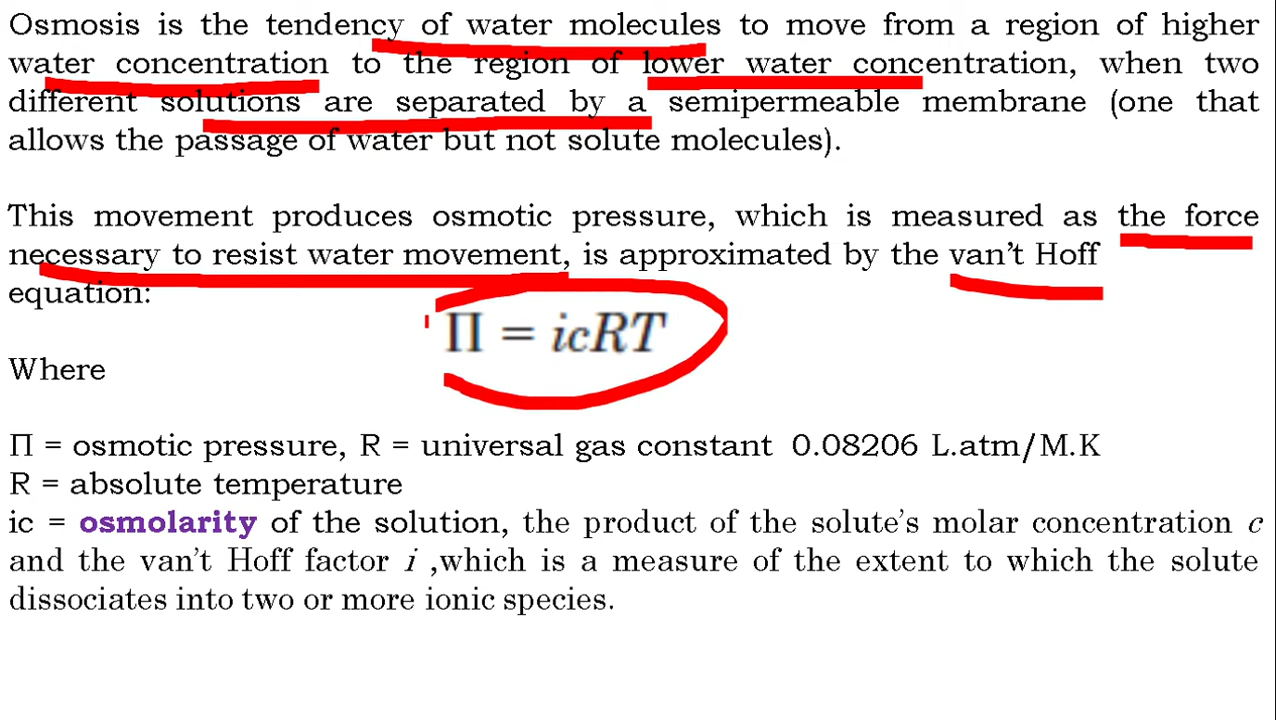 Osmosis is the tendency of water molecules to move from a region of higher
water concentration to the region of lower water concentration, when two
different solutions are separated by a semipermeable membrane (one that
allows the passage of water but not solute molecules).
This movement produces osmotic pressure, which is measured as the force
necessary to resist water movement, is approximated by the van't Hoff
equation:
Π = icRT
Where
Π = osmotic pressure, R = universal gas constant 0.08206 L.atm/M.K
R = absolute temperature
ic = osmolarity of the solution, the product of the solute's molar concentration c
and the van't Hoff factor i ,which is a measure of the extent to which the solute
dissociates into two or more ionic species.